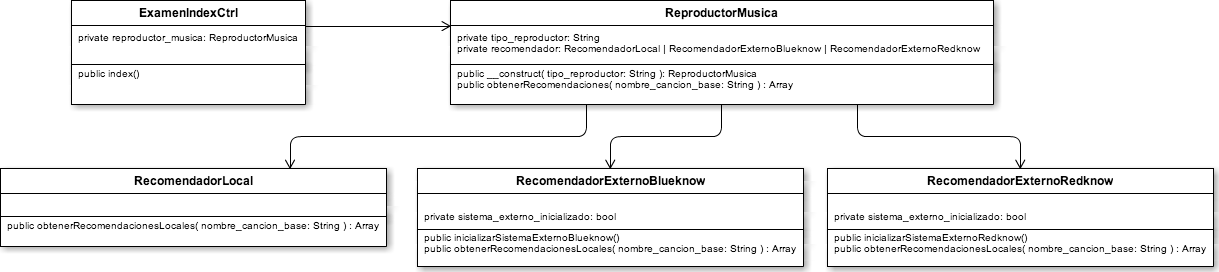 ExamenIndexCtrl
private reproductor_musica: ReproductorMusica
public index()
ReproductorMusica
private tipo_reproductor: String
private recomendador: RecomendadorLocal | RecomendadorExternoBlueknow | RecomendadorExternoRedknow
public __construct( tipo_reproductor: String ): ReproductorMusica
public obtenerRecomendaciones( nombre_cancion_base: String ) : Array
RecomendadorLocal
public obtenerRecomendacionesLocales( nombre_cancion_base: String ) : Array
RecomendadorExternoBlueknow
private sistema_externo_inicializado: bool
public inicializarSistemaExternoBlueknow()
public obtenerRecomendacionesLocales( nombre_cancion_base: String ) : Array
RecomendadorExternoRedknow
private sistema_externo_inicializado: bool
public inicializarSistemaExternoRedknow()
public obtenerRecomendacionesLocales( nombre_cancion_base: String ) : Array